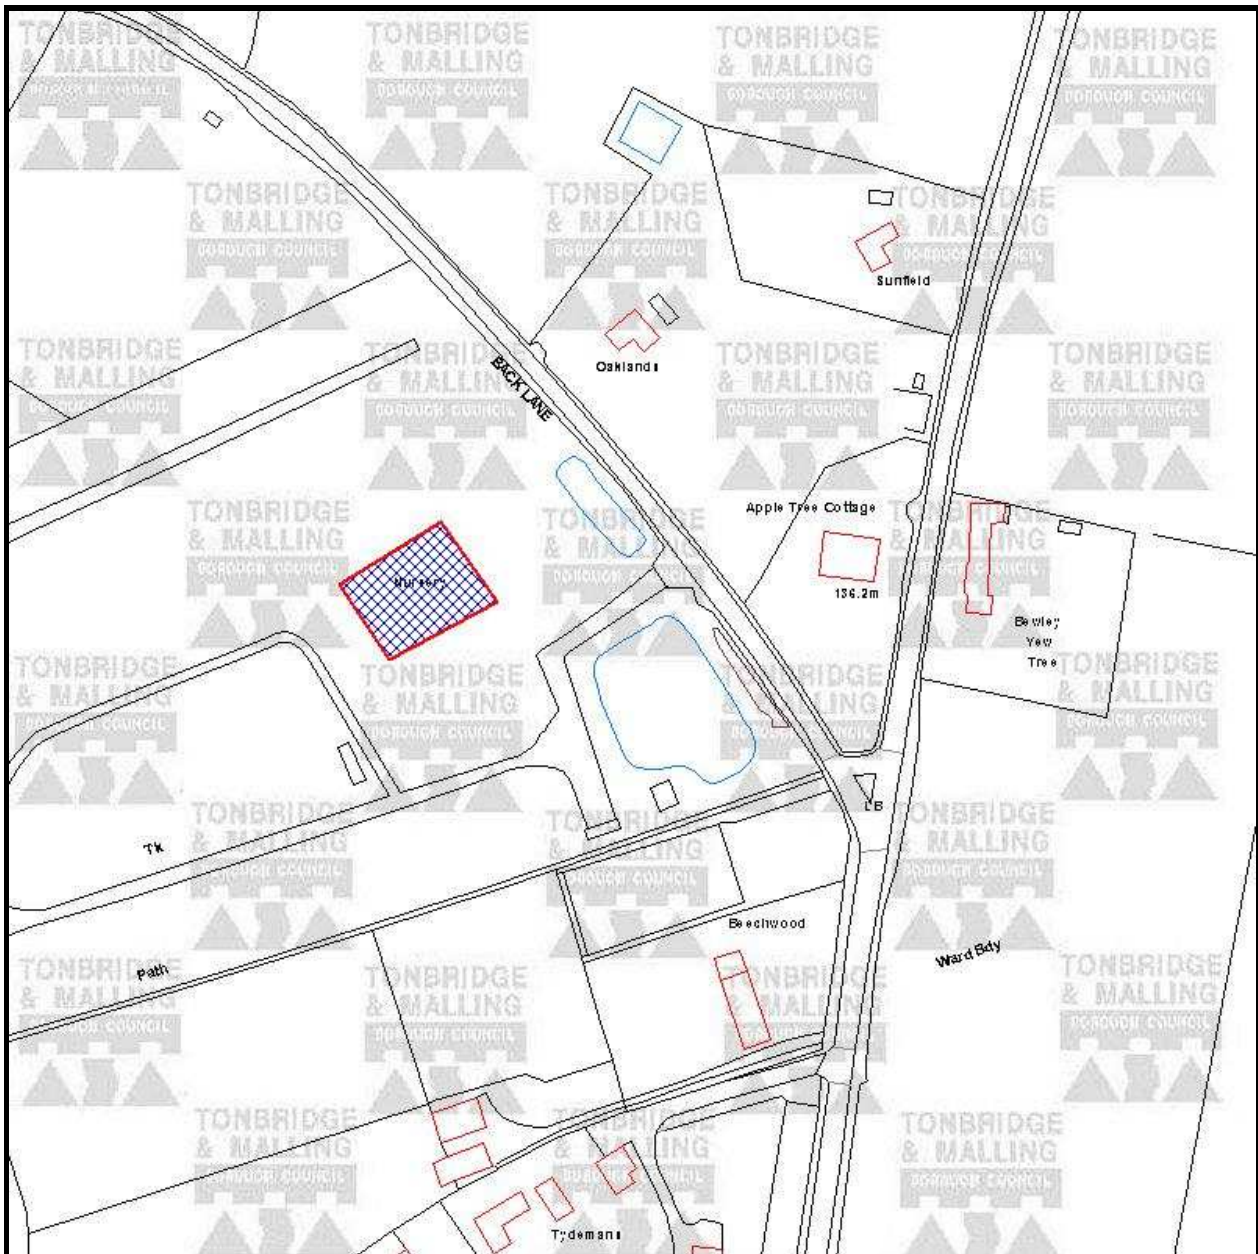 TONBRIDGE
& MALLING
BOROUGH COUNCIL
Sunfield
Oaklands
BACK LANE
Apple Tree Cottage
136.2m
Nursery
Bewley
Yew
Tree
LB
Tk
Beechwood
Ward Bdy
Path
Tydemans